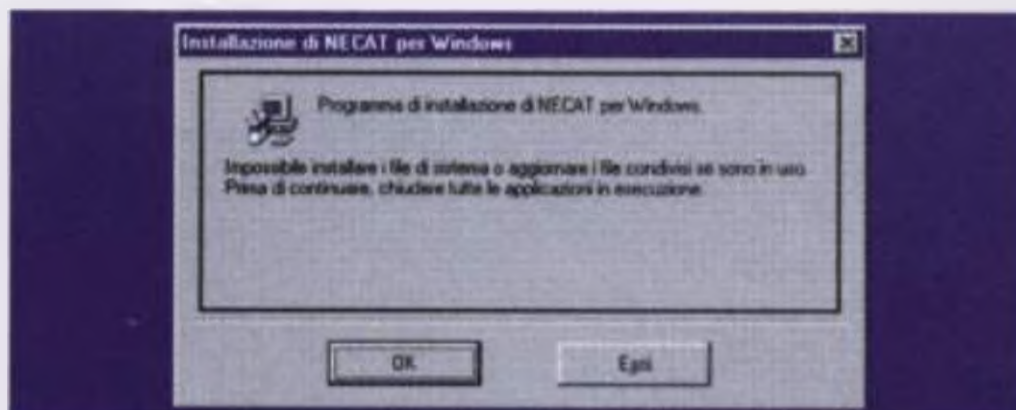 Installazione di NECAT per Windows
Programma di installazione di NECAT per Windows.
Impossibile installare i file di sistema o aggiornare i file condivisi se sono in uso.
Prima di continuare, chiudere tutte le applicazioni in esecuzione.
OK
Esci